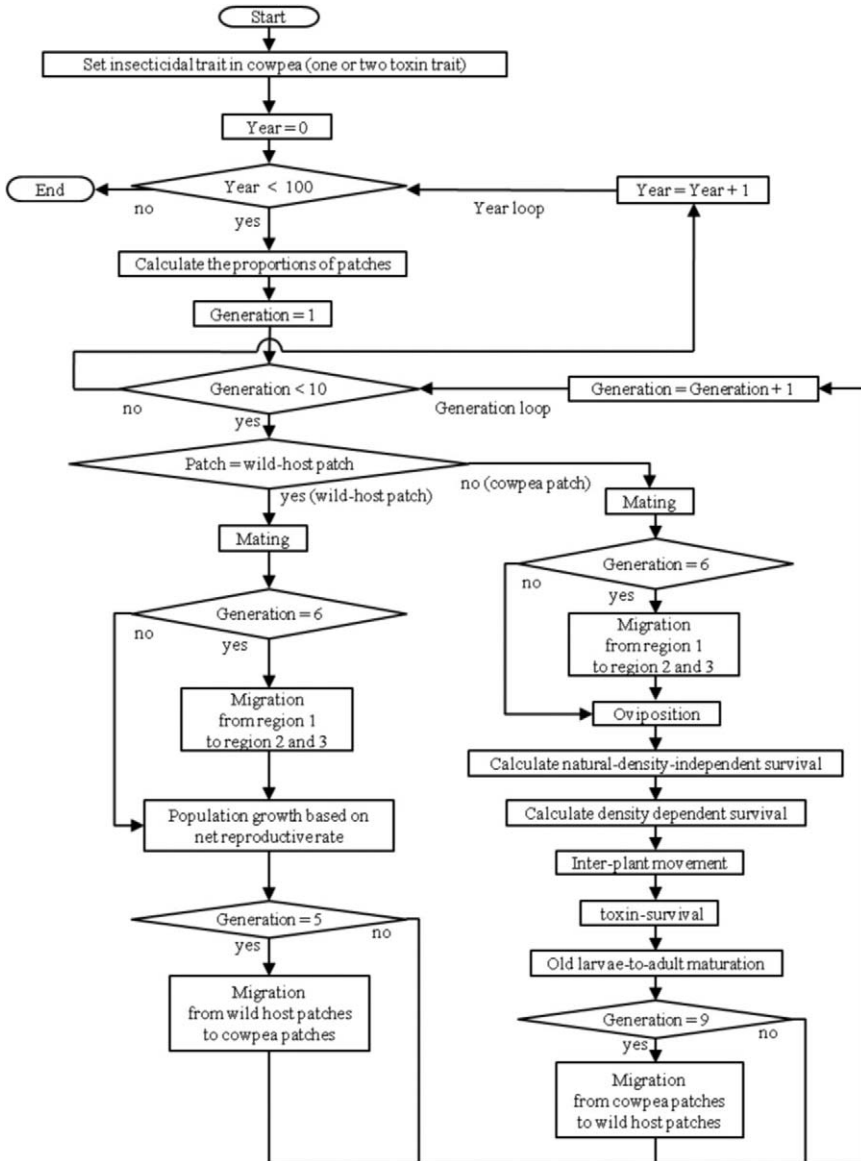 Start
Set insecticidal trait in cowpea (one or two toxin trait)
Year = 0
Year < 100
End
no
yes
Year loop
Year = Year + 1
Calculate the proportions of patches
Generation = 1
Generation < 10
no
yes
Generation loop
Generation = Generation + 1
Patch = wild-host patch
yes (wild-host patch)
no (cowpea patch)
Mating
Generation = 6
no
yes
Migration
from region 1
to region 2 and 3
Population growth based on
net reproductive rate
Generation = 5
yes
no
Migration
from wild host patches
to cowpea patches
Mating
Generation = 6
no
yes
Migration
from region 1
to region 2 and 3
Oviposition
Calculate natural-density-independent survival
Calculate density dependent survival
Inter-plant movement
toxin-survival
Old larvae-to-adult maturation
Generation = 9
yes
no
Migration
from cowpea patches
to wild host patches